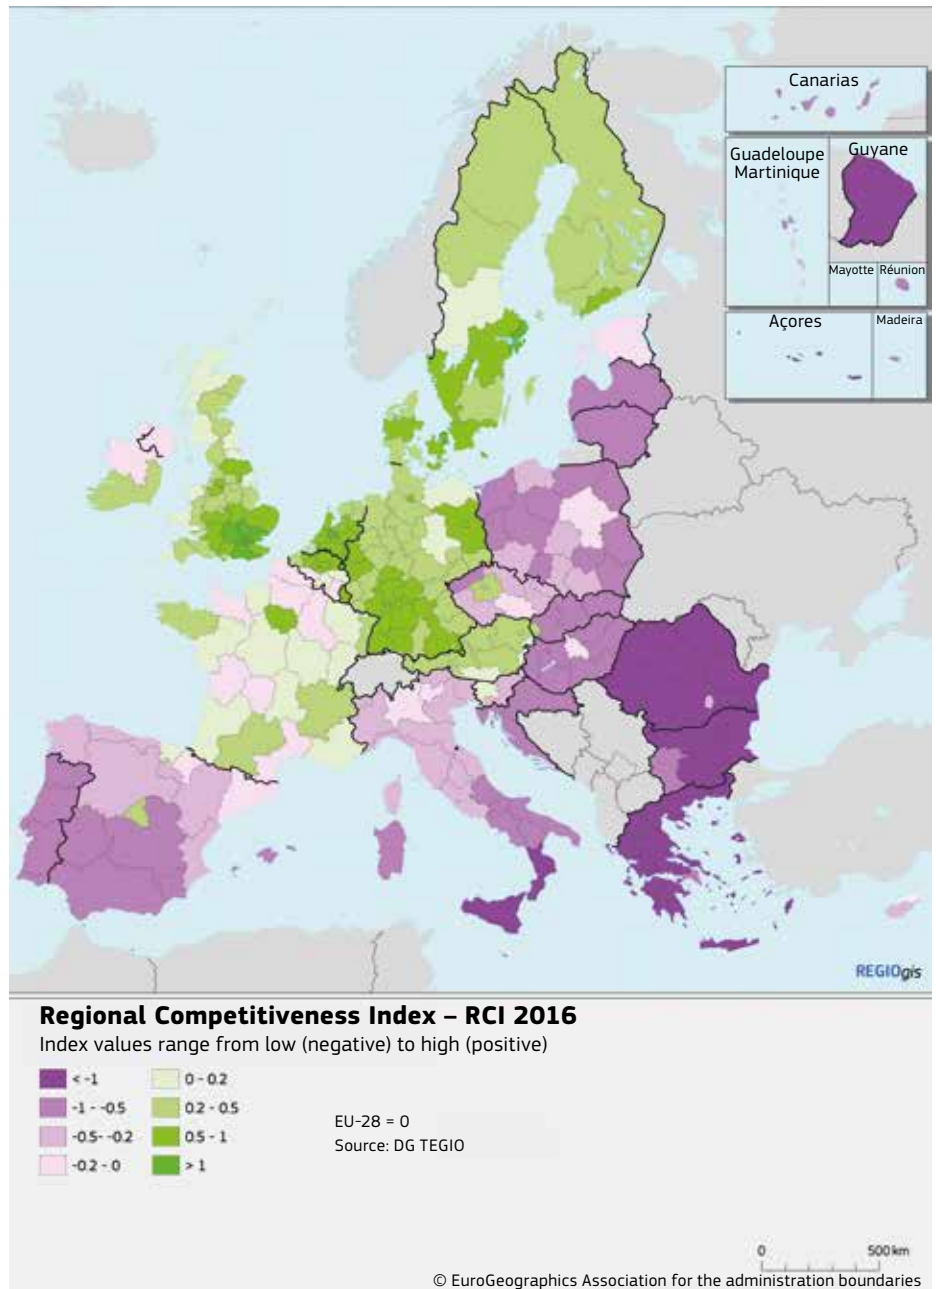 Canarias
Guadeloupe
Martinique
Guyane
Mayotte
Réunion
Açores
Madeira
REGIOgis
Regional Competitiveness Index – RCI 2016
Index values range from low (negative) to high (positive)
< -1
-1 - -0.5
-0.5- -0.2
-0.2 - 0
0 - 0.2
0.2 - 0.5
0.5 - 1
> 1
EU-28 = 0
Source: DG TEGIO
0
500 km
© EuroGeographics Association for the administration boundaries